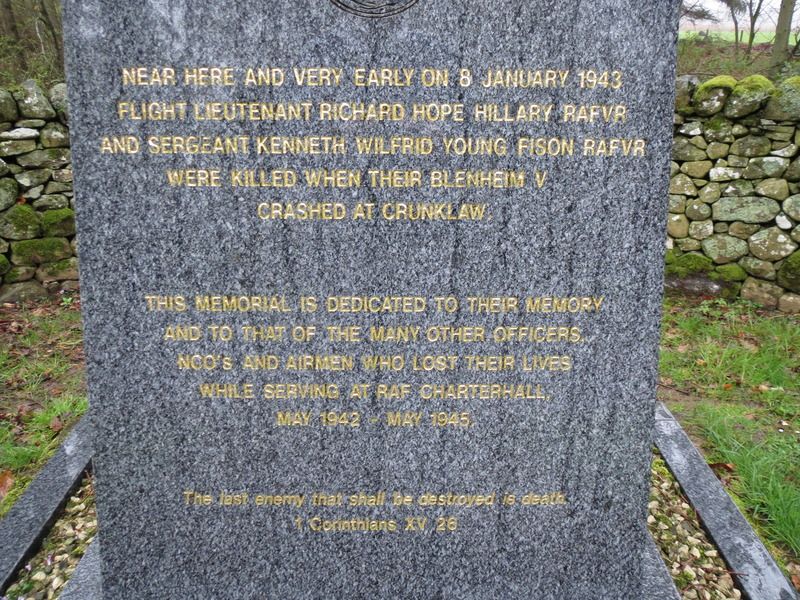 NEAR HERE AND VERY EARLY ON 8 JANUARY 1943
FLIGHT LIEUTENANT RICHARD HOPE HILLARY RAFVR
AND SERGEANT KENNETH WILFRID YOUNG FISON RAFVR
WERE KILLED WHEN THEIR BLENHEIM V
CRASHED AT CRUNKLAW.
THIS MEMORIAL IS DEDICATED TO THEIR MEMORY
AND TO THAT OF THE MANY OTHER OFFICERS,
NCO's AND AIRMEN WHO LOST THEIR LIVES
WHILE SERVING AT RAF CHARTERHALL,
MAY 1942 - MAY 1945.
The last enemy that shall be destroyed is death.
1 Corinthians XV 26